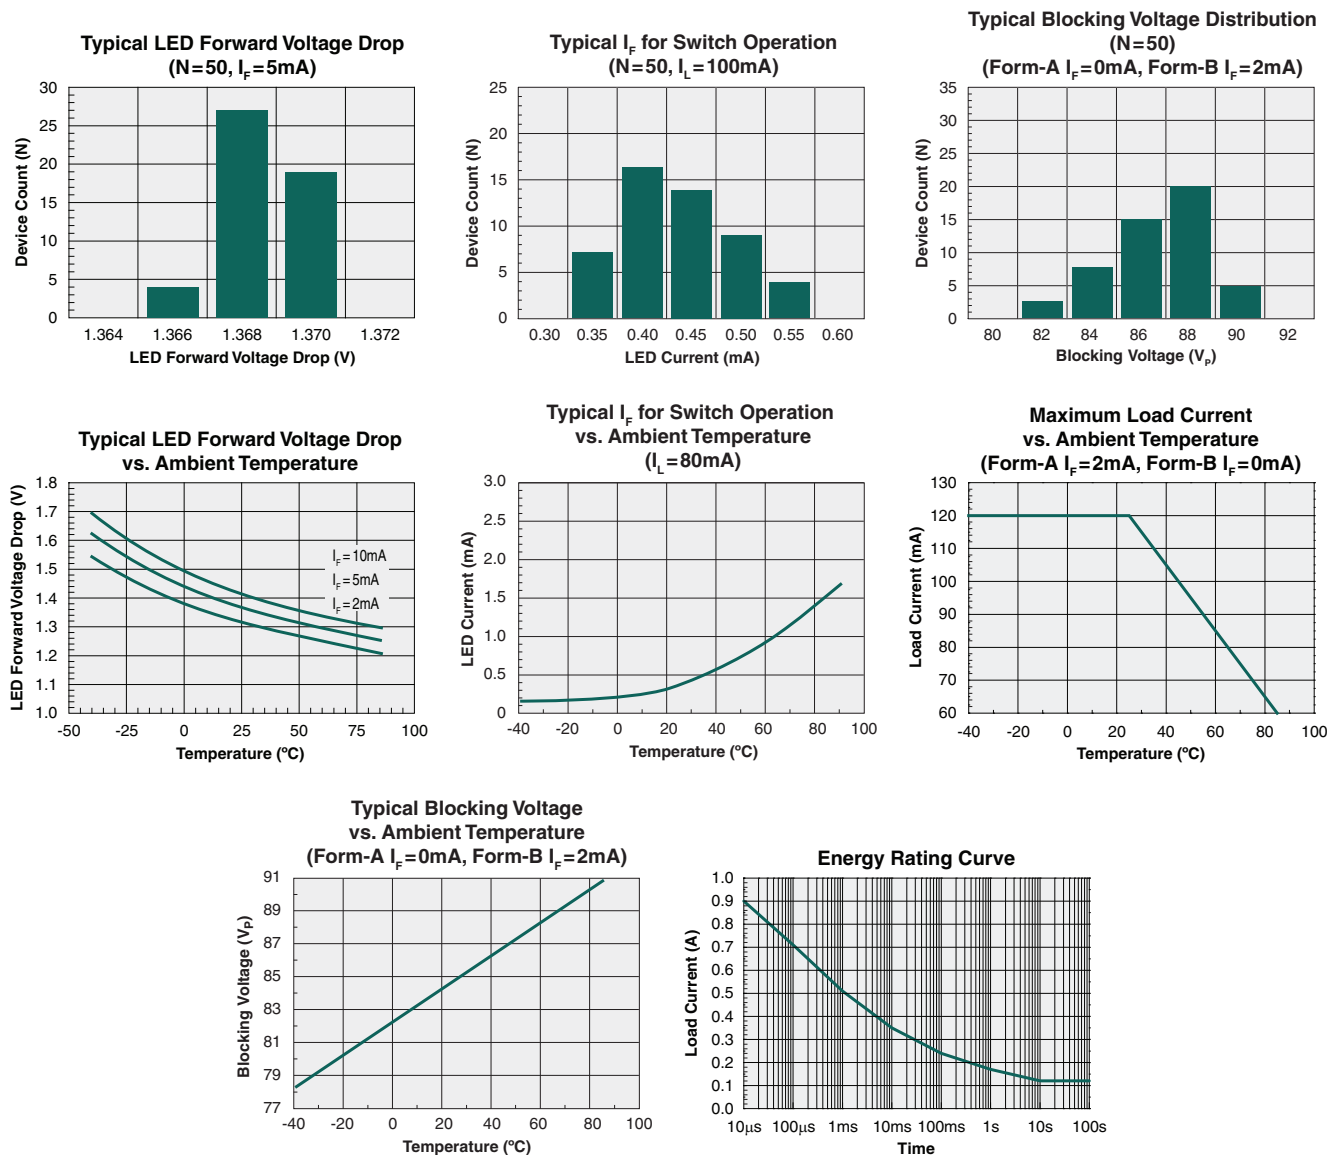 Typical LED Forward Voltage Drop
(N=50, IF=5mA)
30
25
20
15
10
5
0
Device Count (N)
1.364 1.366 1.368 1.370 1.372
LED Forward Voltage Drop (V)
Typical IF for Switch Operation
(N=50, IL=100mA)
25
20
15
10
5
0
Device Count (N)
0.30 0.35 0.40 0.45 0.50 0.55 0.60
LED Current (mA)
Typical Blocking Voltage Distribution
(N=50)
(Form-A IF=0mA, Form-B IF=2mA)
35
30
25
20
15
10
5
0
Device Count (N)
80 82 84 86 88 90 92
Blocking Voltage (VP)
Typical LED Forward Voltage Drop
vs. Ambient Temperature
1.8
1.7
1.6
1.5
1.4
1.3
1.2
1.1
1.0
LED Forward Voltage Drop (V)
IF=10mA
IF=5mA
IF=2mA
-50 -25 0 25 50 75 100
Temperature (ºC)
Typical IF for Switch Operation
vs. Ambient Temperature
(IL=80mA)
3.0
2.5
2.0
1.5
1.0
0.5
0
LED Current (mA)
-40 -20 0 20 40 60 80 100
Temperature (ºC)
Maximum Load Current
vs. Ambient Temperature
(Form-A IF=2mA, Form-B IF=0mA)
130
120
110
100
90
80
70
60
Load Current (mA)
-40 -20 0 20 40 60 80 100
Temperature (ºC)
Typical Blocking Voltage
vs. Ambient Temperature
(Form-A IF=0mA, Form-B IF=2mA)
91
89
87
85
83
81
79
77
Blocking Voltage (VP)
-40 -20 0 20 40 60 80 100
Temperature (ºC)
Energy Rating Curve
1.0
0.9
0.8
0.7
0.6
0.5
0.4
0.3
0.2
0.1
0.0
Load Current (A)
10µs 100µs 1ms 10ms 100ms 1s 10s 100s
Time